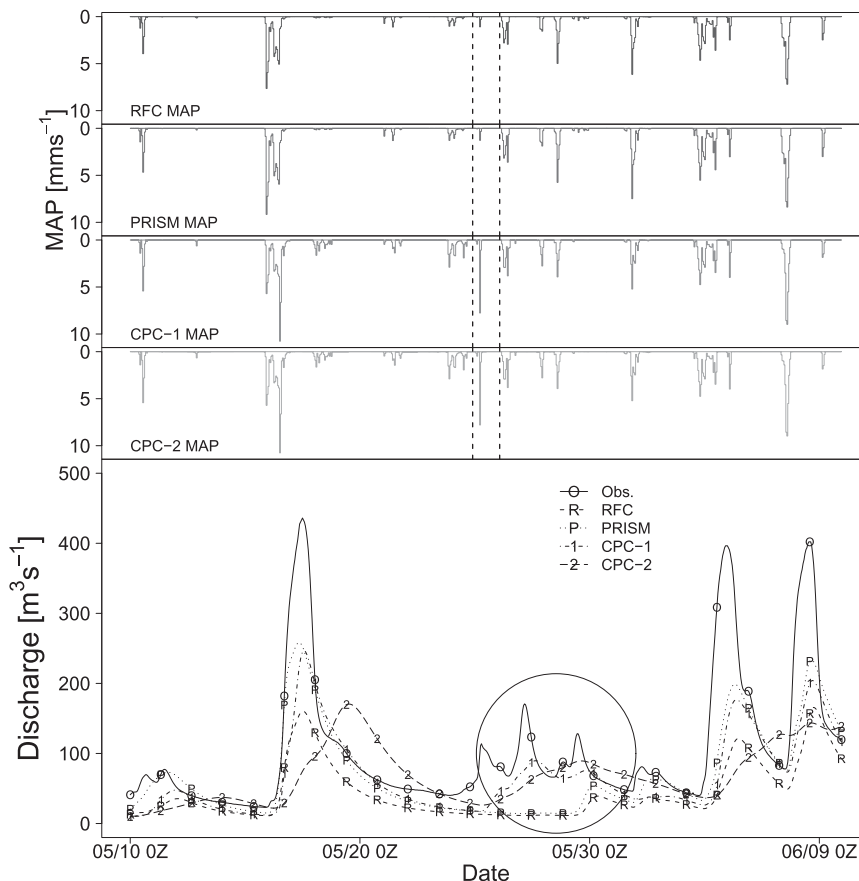 0
5
10
RFC MAP
0
5
10
PRISM MAP
0
5
10
CPC−1 MAP
0
5
10
CPC−2 MAP
MAP [mms⁻¹]
500
400
300
200
100
0
Discharge [m³s⁻¹]
O Obs.
R RFC
P PRISM
1 CPC−1
2 CPC−2
05/10 0Z 05/20 0Z 05/30 0Z 06/09 0Z
Date